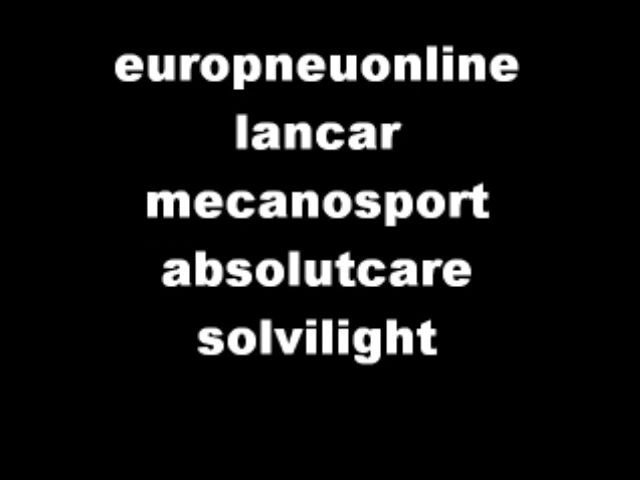 europneuonline
lancar
mecanosport
absolutcare
solvilight